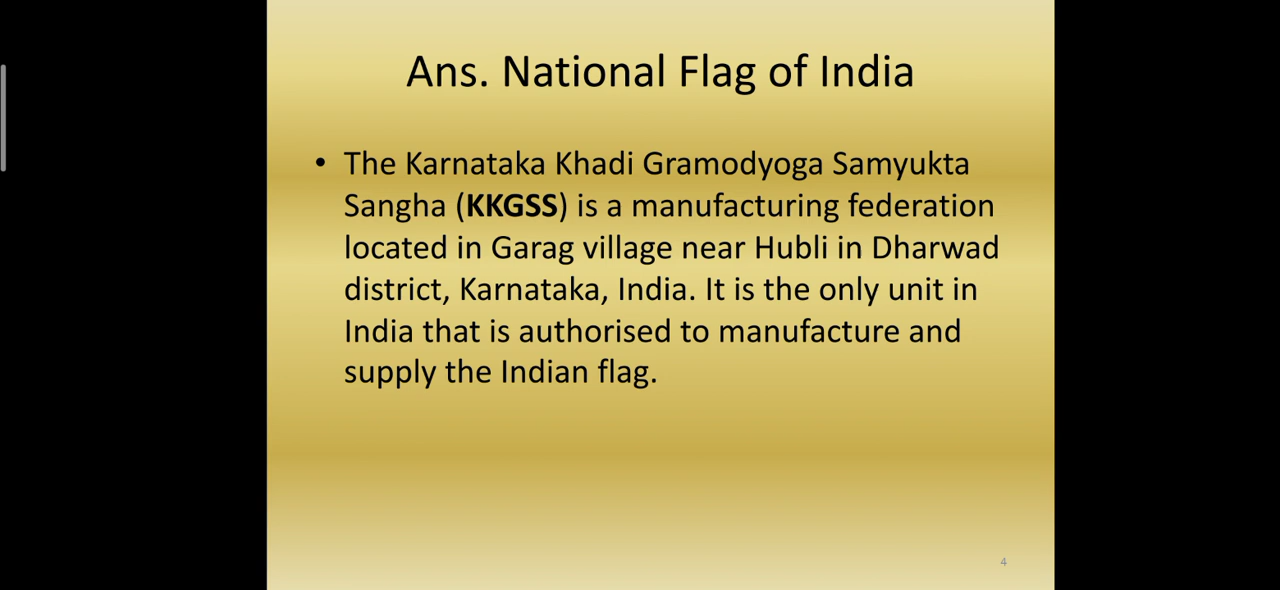 Ans. National Flag of India
• The Karnataka Khadi Gramodyoga Samyukta
Sangha (KKGSS) is a manufacturing federation
located in Garag village near Hubli in Dharwad
district, Karnataka, India. It is the only unit in
India that is authorised to manufacture and
supply the Indian flag.
4